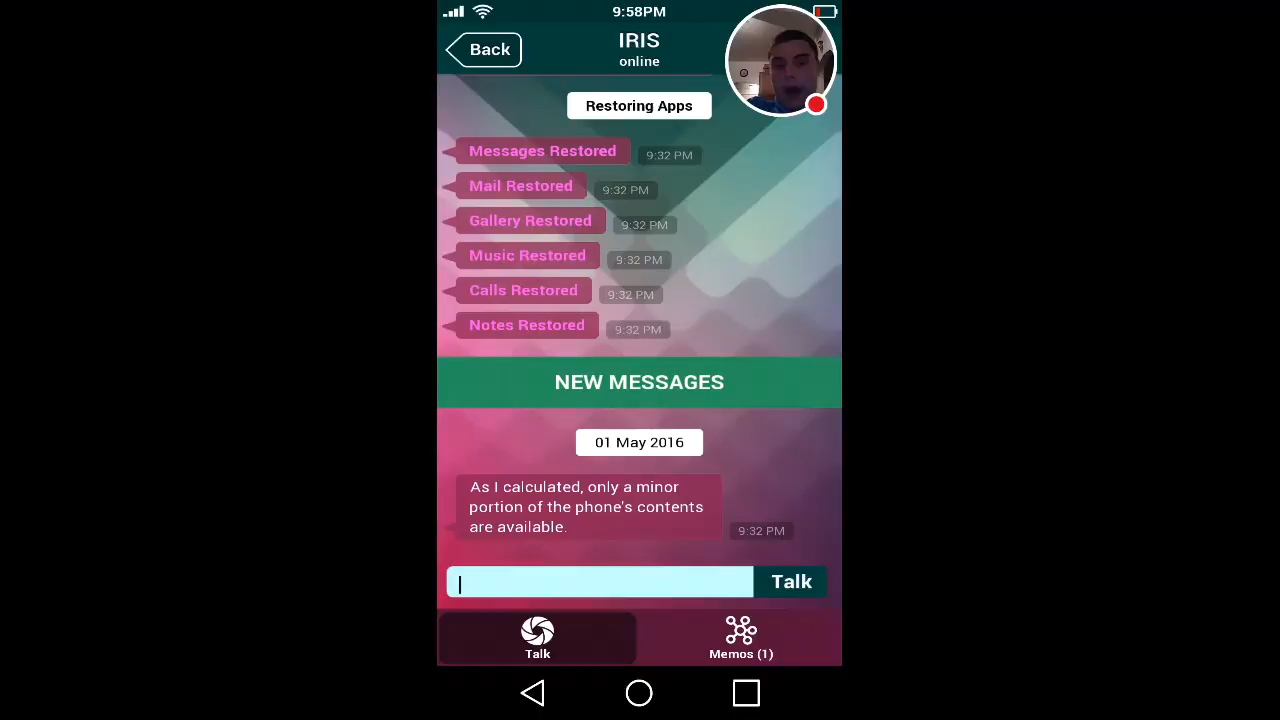 9:58PM
Back
IRIS
online
Restoring Apps
Messages Restored 9:32 PM
Mail Restored 9:32 PM
Gallery Restored 9:32 PM
Music Restored 9:32 PM
Calls Restored 9:32 PM
Notes Restored 9:32 PM
NEW MESSAGES
01 May 2016
As I calculated, only a minor
portion of the phone's contents
are available.
9:32 PM
Talk
Talk
Memos (1)